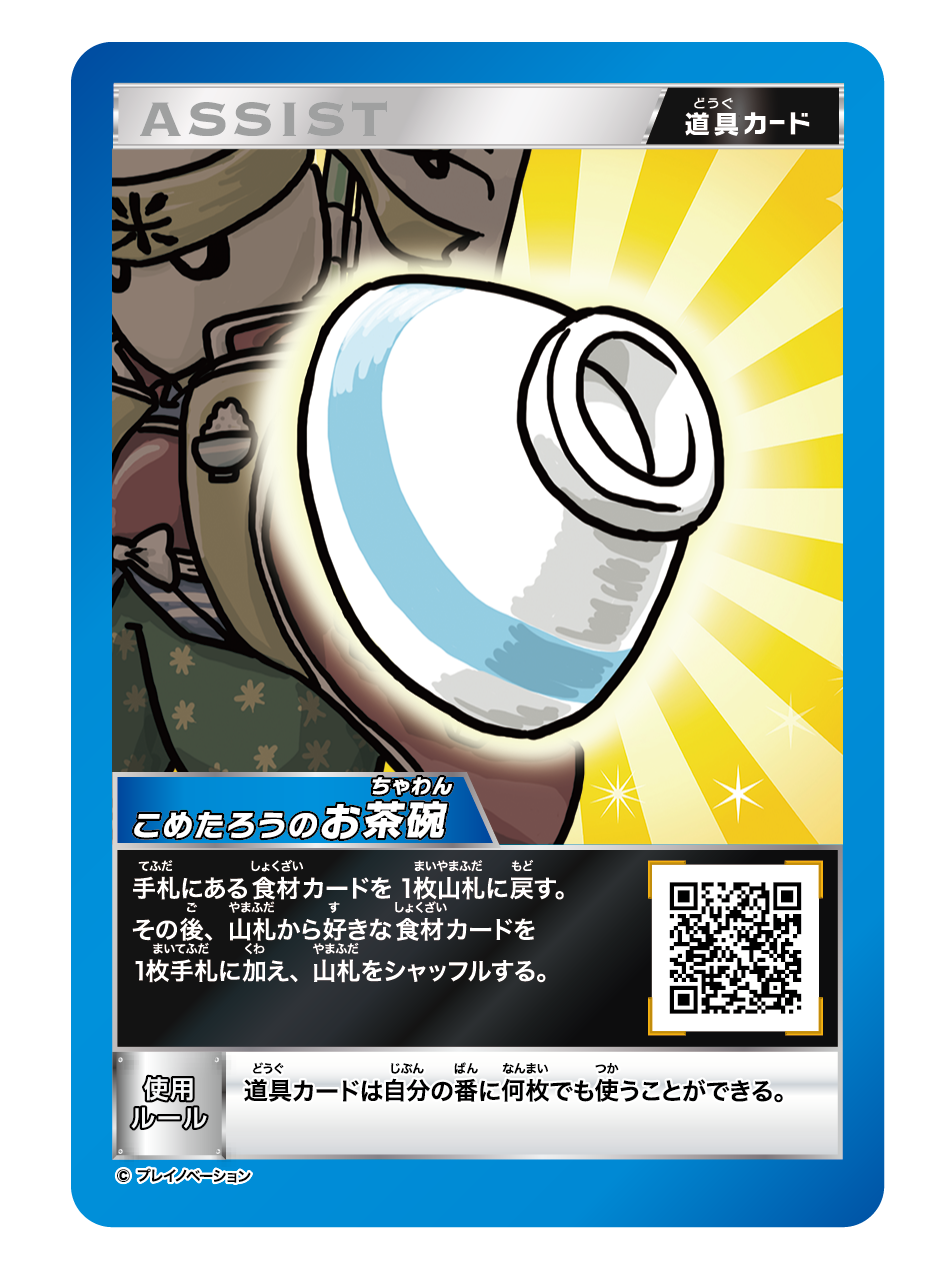 ASSIST
どうぐ
道具カード
ちゃわん
こめたろうのお茶碗
てふだ しょくざい まいやまふだ もど
手札にある食材カードを1枚山札に戻す。
ご やまふだ す しょくざい
その後、山札から好きな食材カードを
まいてふだ くわ やまふだ
1枚手札に加え、山札をシャッフルする。
使用
ルール
どうぐ じぶん ばん なんまい つか
道具カードは自分の番に何枚でも使うことができる。
© プレイノベーション